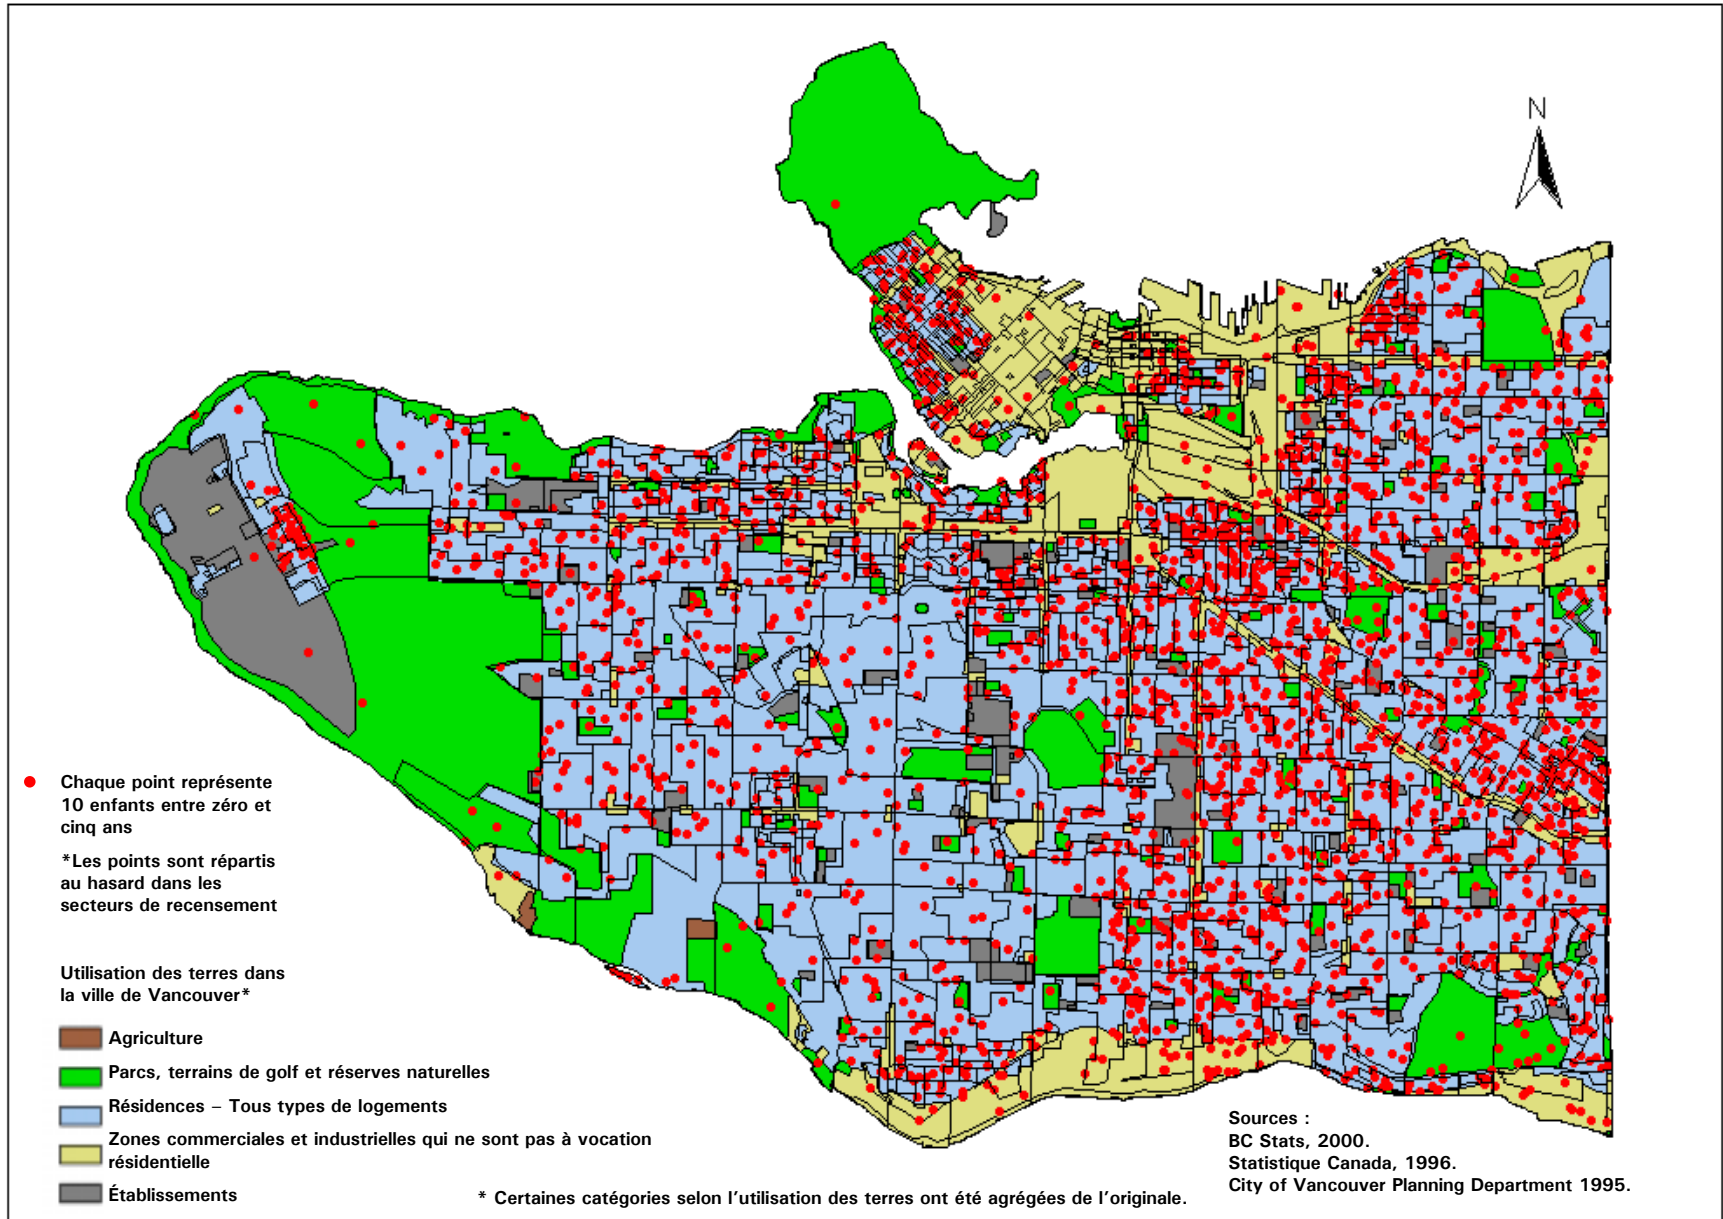 N
Chaque point représente
10 enfants entre zéro et
cinq ans
*Les points sont répartis
au hasard dans les
secteurs de recensement
Utilisation des terres dans
la ville de Vancouver*
Agriculture
Parcs, terrains de golf et réserves naturelles
Résidences – Tous types de logements
Zones commerciales et industrielles qui ne sont pas à vocation
résidentielle
Établissements
* Certaines catégories selon l'utilisation des terres ont été agrégées de l'originale.
Sources :
BC Stats, 2000.
Statistique Canada, 1996.
City of Vancouver Planning Department 1995.